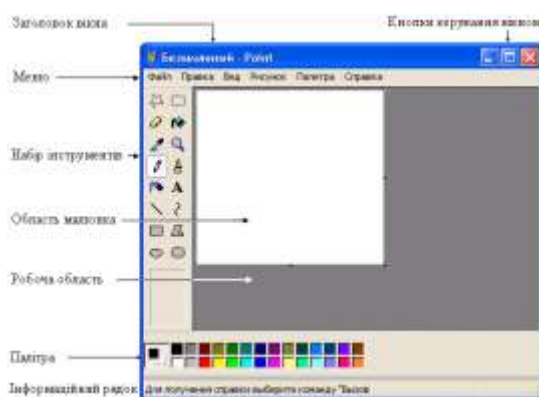 Заголовок вікна
Кнопки керування вікном
Безымянный - Paint
Меню
Файл Правка Вид Рисунок Палитра Справка
Набір інструментів
A
Область малюнка
Робоча область
Палітра
Інформаційний рядок
Для получения справки выберите команду "Вызов